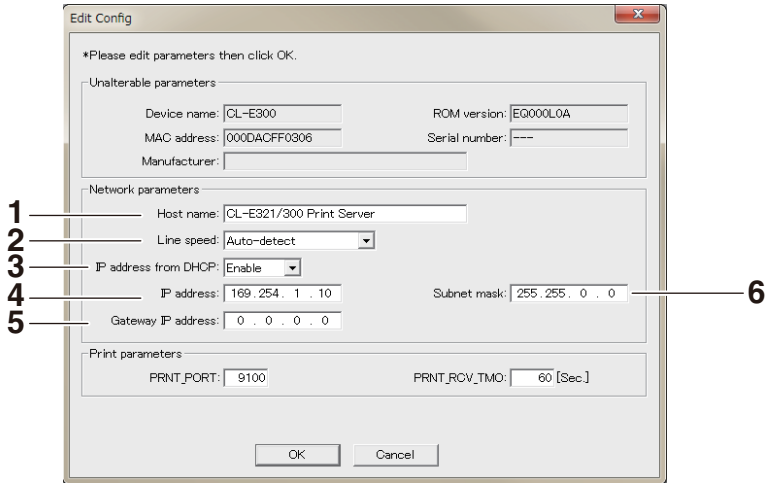 Edit Config
x
*Please edit parameters then click OK.
Unalterable parameters
Device name: CL-E300 ROM version: EQ000L0A
MAC address: 000DACFF0306 Serial number: ---
Manufacturer:
Network parameters
1 Host name: CL-E321/300 Print Server
2 Line speed: Auto-detect
3 IP address from DHCP: Enable
4 IP address: 169 . 254 . 1 . 10 Subnet mask: 255 . 255 . 0 . 0 6
5 Gateway IP address: 0 . 0 . 0 . 0
Print parameters
PRNT_PORT: 9100 PRNT_RCV_TMO: 60 [Sec.]
OK Cancel